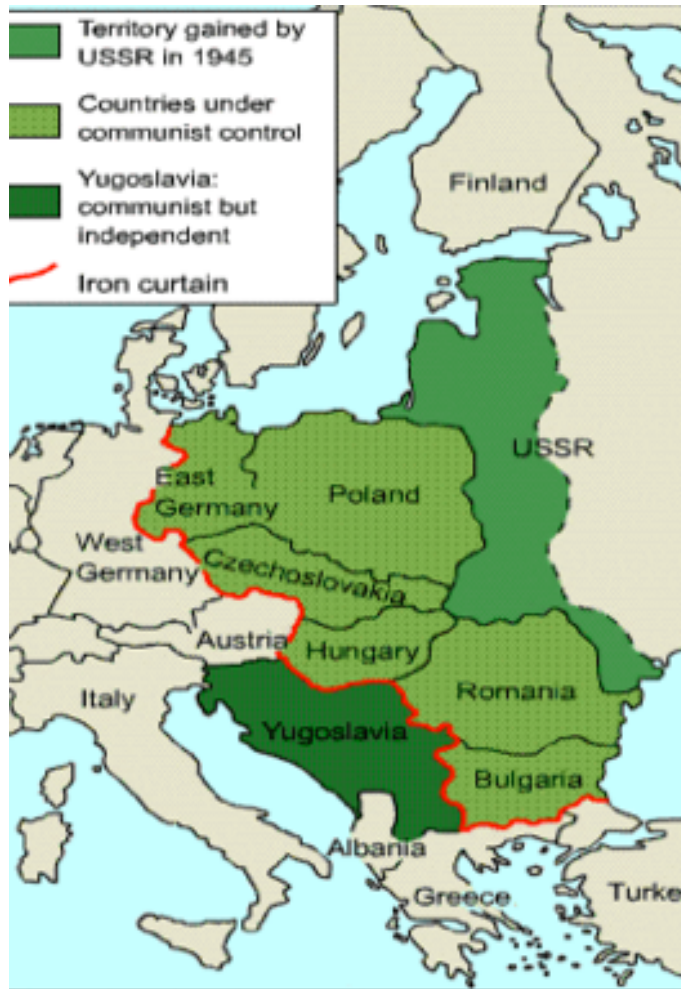 Territory gained by
USSR in 1945
Countries under
communist control
Yugoslavia:
communist but
independent
Iron curtain
Finland
USSR
East
Germany
Poland
West
Germany
Czechoslovakia
Austria
Hungary
Italy
Romania
Yugoslavia
Bulgaria
Albania
Greece
Turke